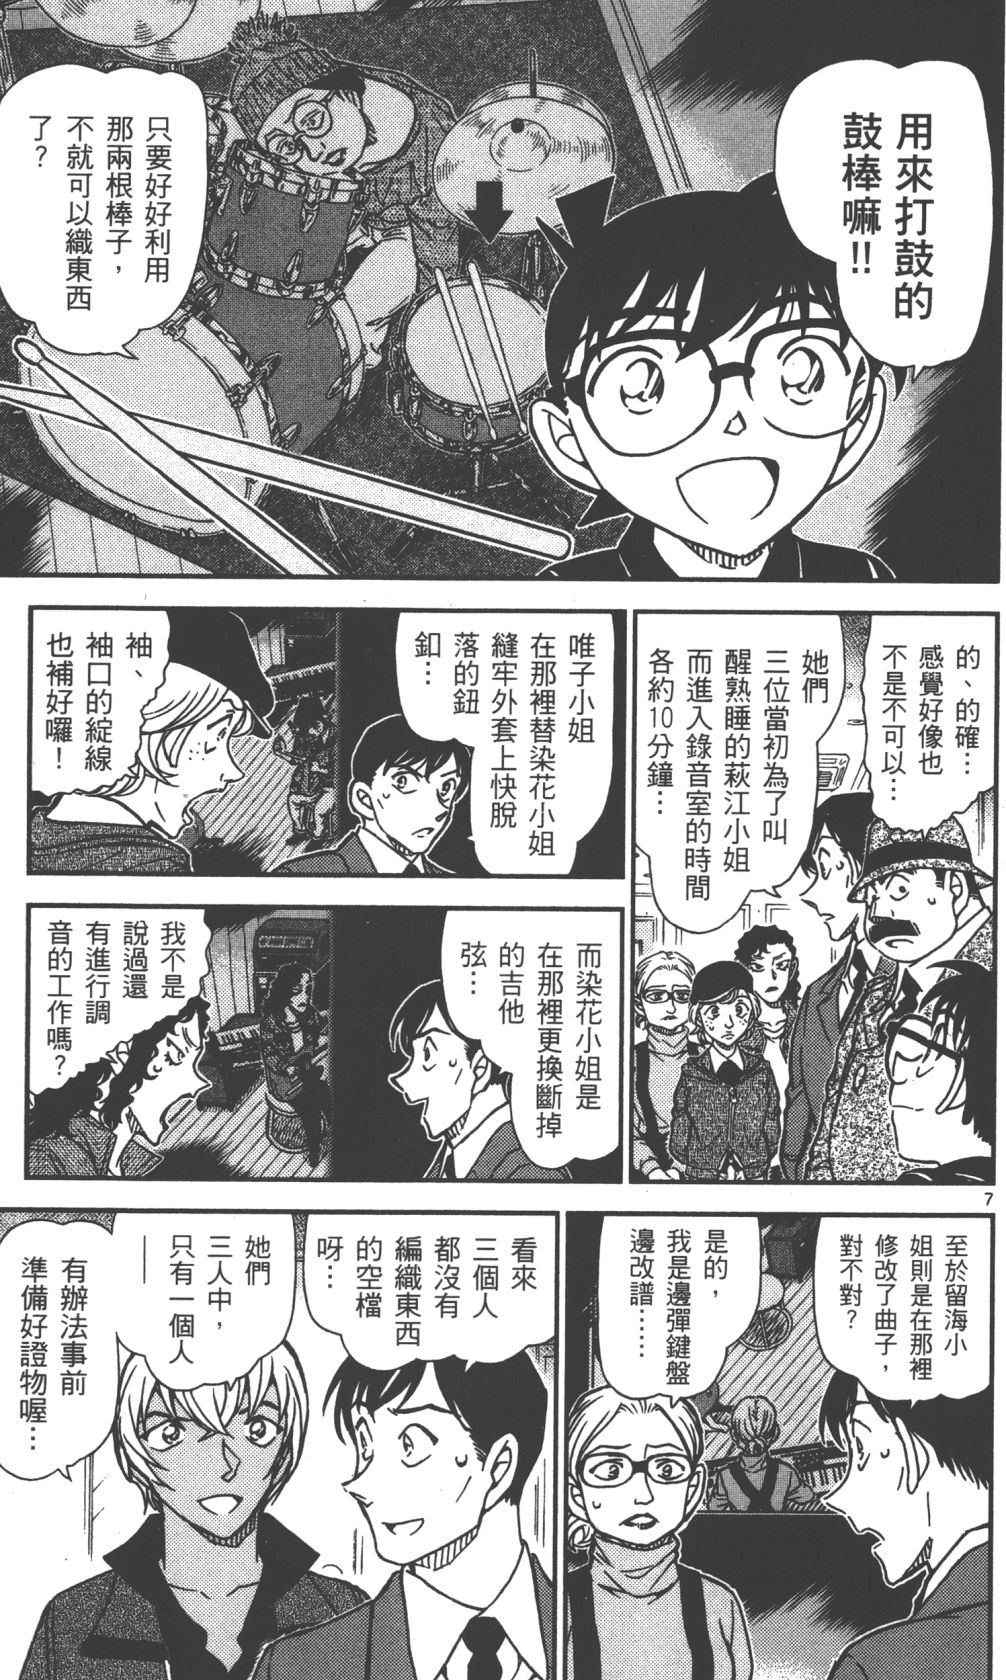 用來打鼓的
鼓棒嘛!!
只要好好利用
那兩根棒子，
不就可以織東西
了？
的、的確…
感覺好像也
不是不可以…
她們
三位當初為了叫
醒熟睡的萩江小姐
而進入錄音室的時間
各約10分鐘…
唯子小姐
在那裡替染花小姐
縫牢外套上快脫
落的鈕
釦…
袖、
袖口的綻線
也補好囉！
而染花小姐是
在那裡更換斷掉
的吉他
弦…
我不是
說過還
有進行調
音的工作嗎？
至於留海小
姐則是在那裡
修改了曲子，
對不對？
是的，
我是邊彈鍵盤
邊改譜……
看來
三個人
都沒有
編織東西
的空檔
呀…
她們
三人中，
只有一個人
——
有辦法事前
準備好證物喔…
7